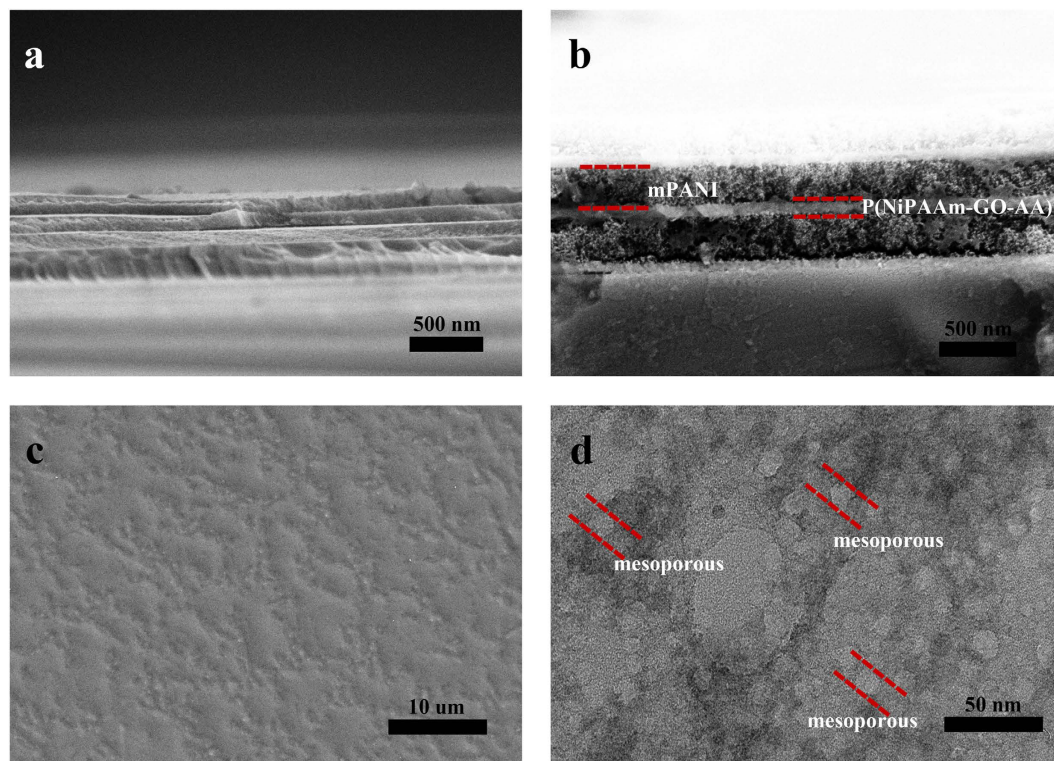 a
500 nm
b
mPANI
P(NiPAAm-GO-AA)
500 nm
c
10 um
d
mesoporous
mesoporous
mesoporous
50 nm